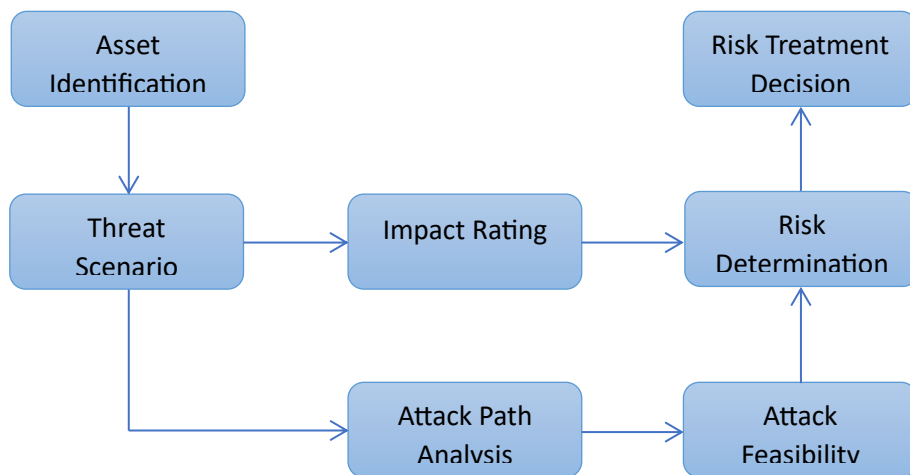 Asset
Identification
Risk Treatment
Decision
Threat
Scenario
Impact Rating
Risk
Determination
Attack Path
Analysis
Attack
Feasibility